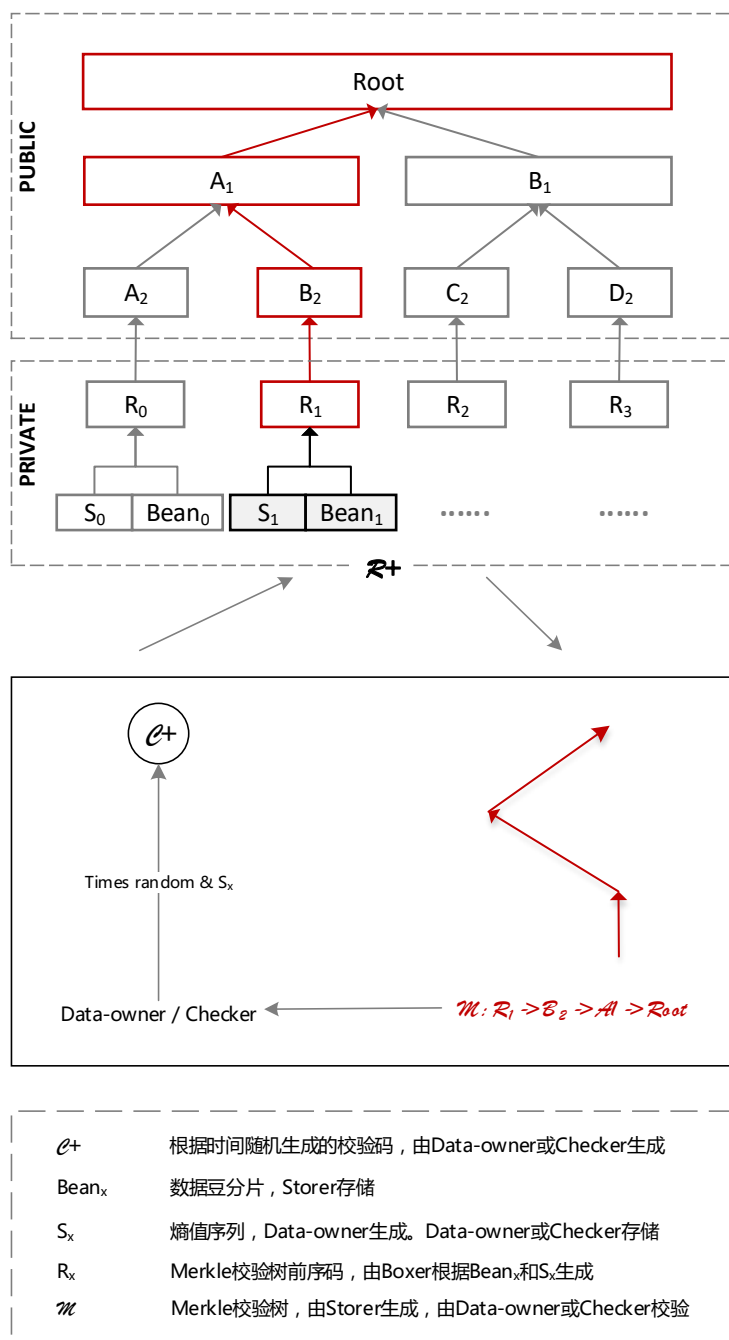 PUBLIC
Root
A₁ B₁
A₂ B₂ C₂ D₂
PRIVATE
R₀ R₁ R₂ R₃
S₀ Bean₀ S₁ Bean₁ ...... ......
R+
C+
Times random & Sₓ
Data-owner / Checker
M: R₁ ->B₂ ->A1 ->Root
C+ 根据时间随机生成的校验码，由Data-owner或Checker生成
Beanₓ 数据豆分片，Storer存储
Sₓ 熵值序列，Data-owner生成。Data-owner或Checker存储
Rₓ Merkle校验树前序码，由Boxer根据Beanₓ和Sₓ生成
M Merkle校验树，由Storer生成，由Data-owner或Checker校验